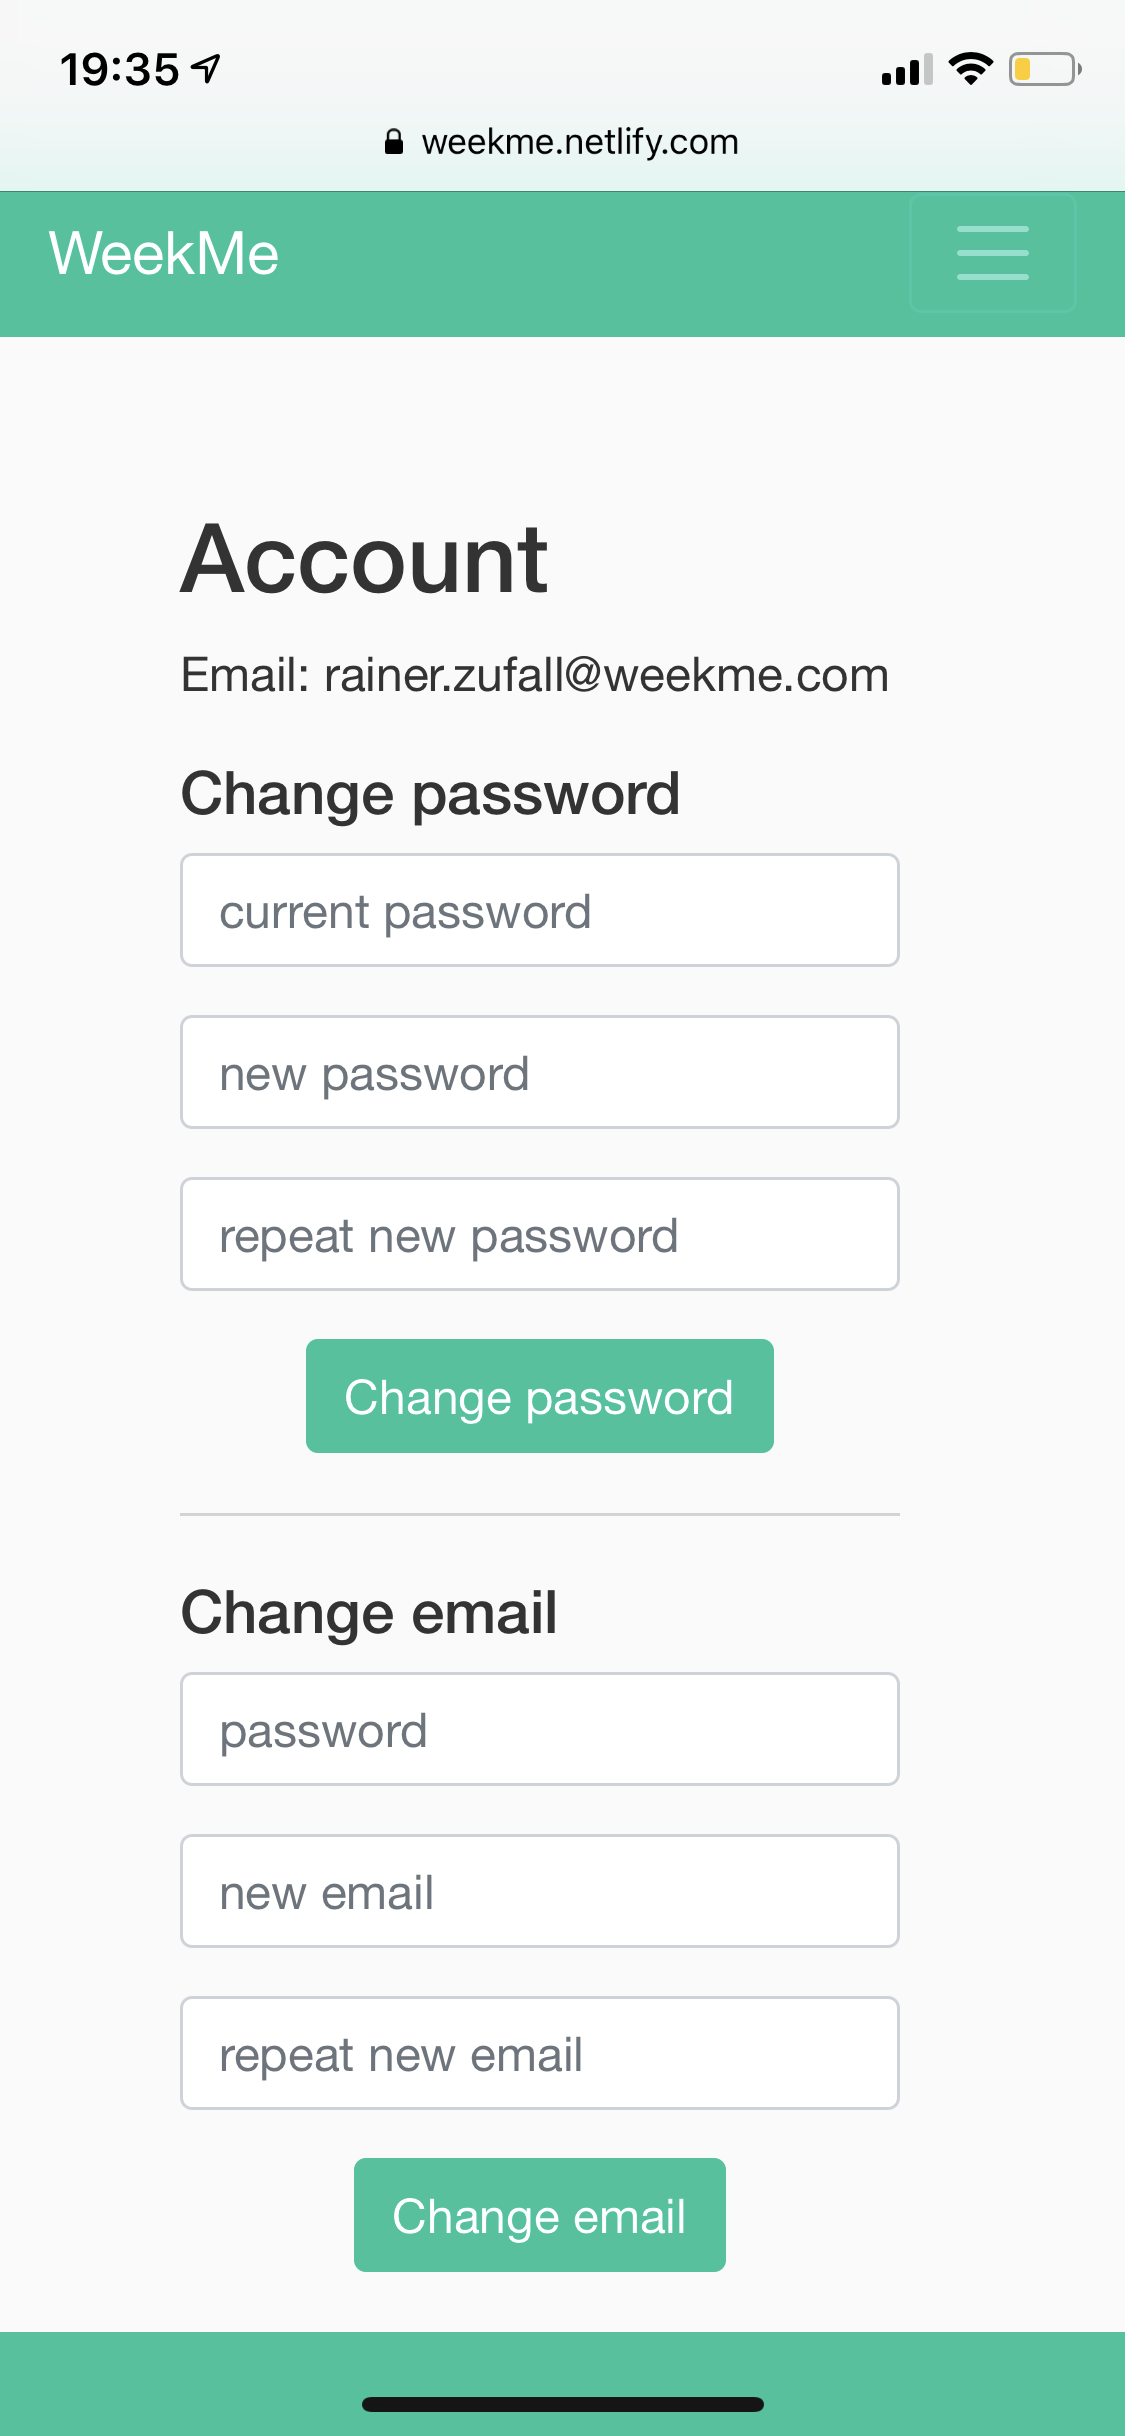 19:35
weekme.netlify.com
WeekMe
Account
Email: rainer.zufall@weekme.com
Change password
current password
new password
repeat new password
Change password
Change email
password
new email
repeat new email
Change email